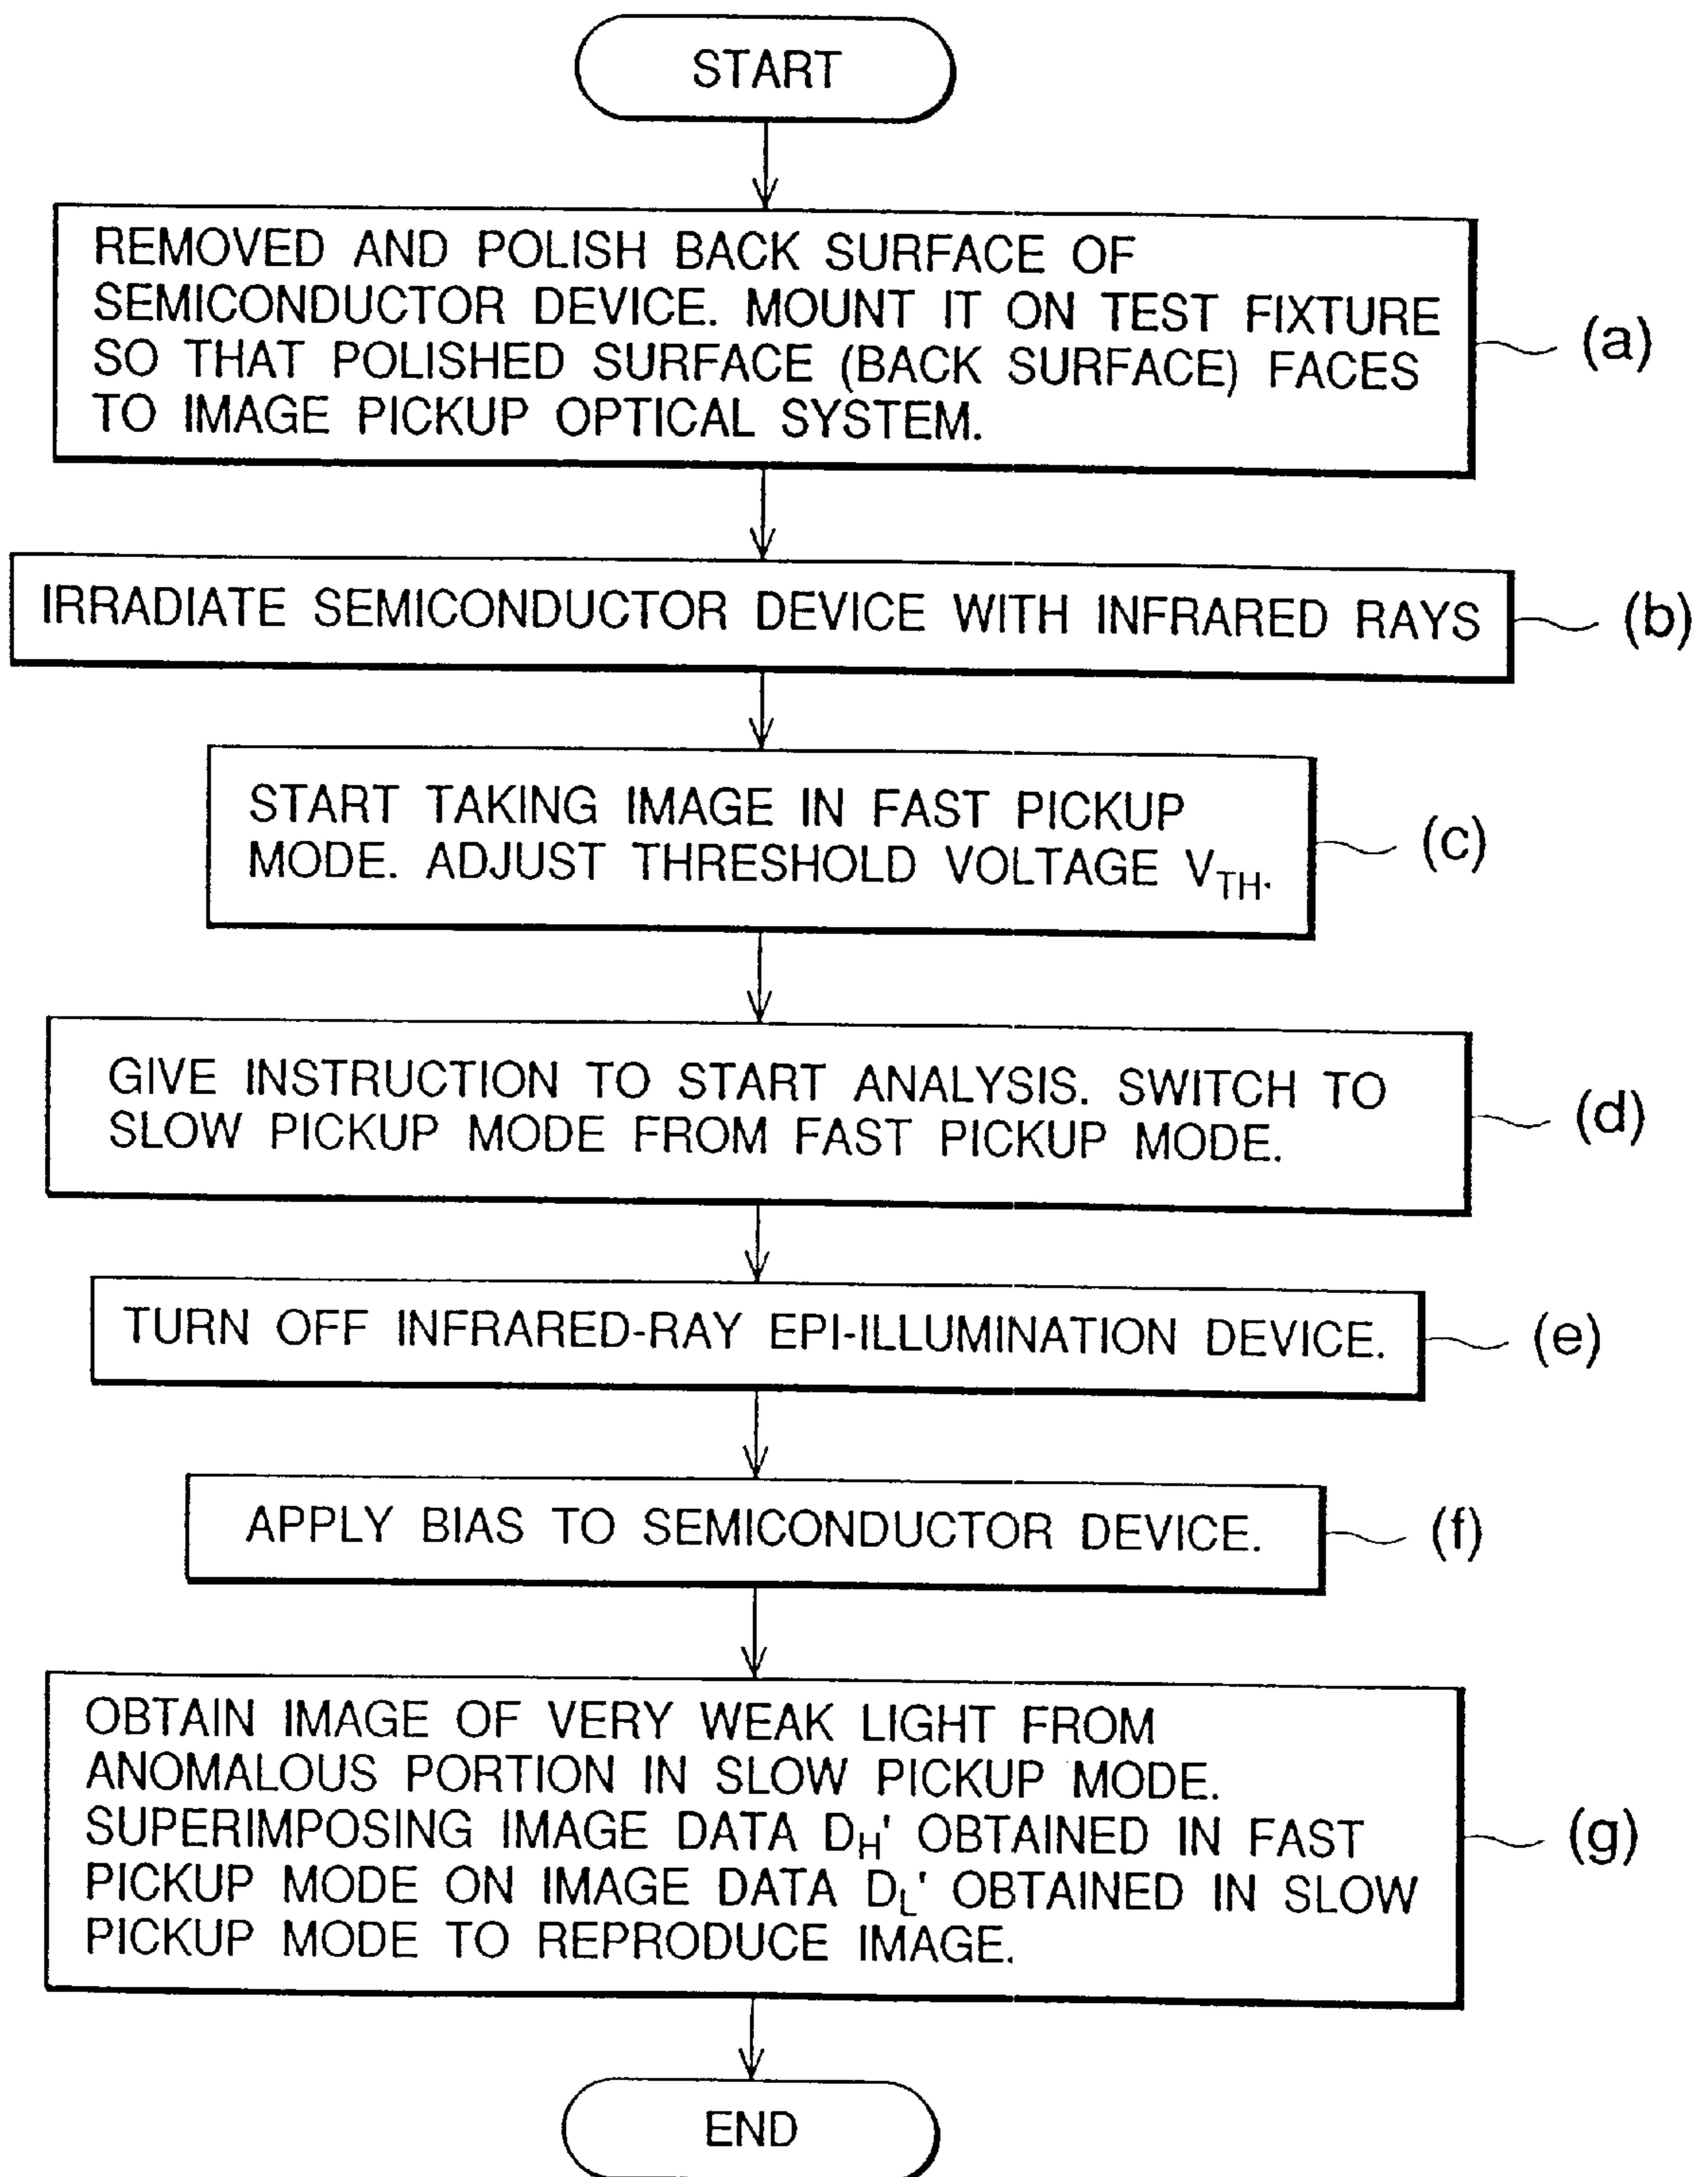 START
REMOVED AND POLISH BACK SURFACE OF
SEMICONDUCTOR DEVICE. MOUNT IT ON TEST FIXTURE
SO THAT POLISHED SURFACE (BACK SURFACE) FACES
TO IMAGE PICKUP OPTICAL SYSTEM.
(a)
IRRADIATE SEMICONDUCTOR DEVICE WITH INFRARED RAYS
(b)
START TAKING IMAGE IN FAST PICKUP
MODE. ADJUST THRESHOLD VOLTAGE V_TH.
(c)
GIVE INSTRUCTION TO START ANALYSIS. SWITCH TO
SLOW PICKUP MODE FROM FAST PICKUP MODE.
(d)
TURN OFF INFRARED-RAY EPI-ILLUMINATION DEVICE.
(e)
APPLY BIAS TO SEMICONDUCTOR DEVICE.
(f)
OBTAIN IMAGE OF VERY WEAK LIGHT FROM
ANOMALOUS PORTION IN SLOW PICKUP MODE.
SUPERIMPOSING IMAGE DATA D_H' OBTAINED IN FAST
PICKUP MODE ON IMAGE DATA D_L' OBTAINED IN SLOW
PICKUP MODE TO REPRODUCE IMAGE.
(g)
END